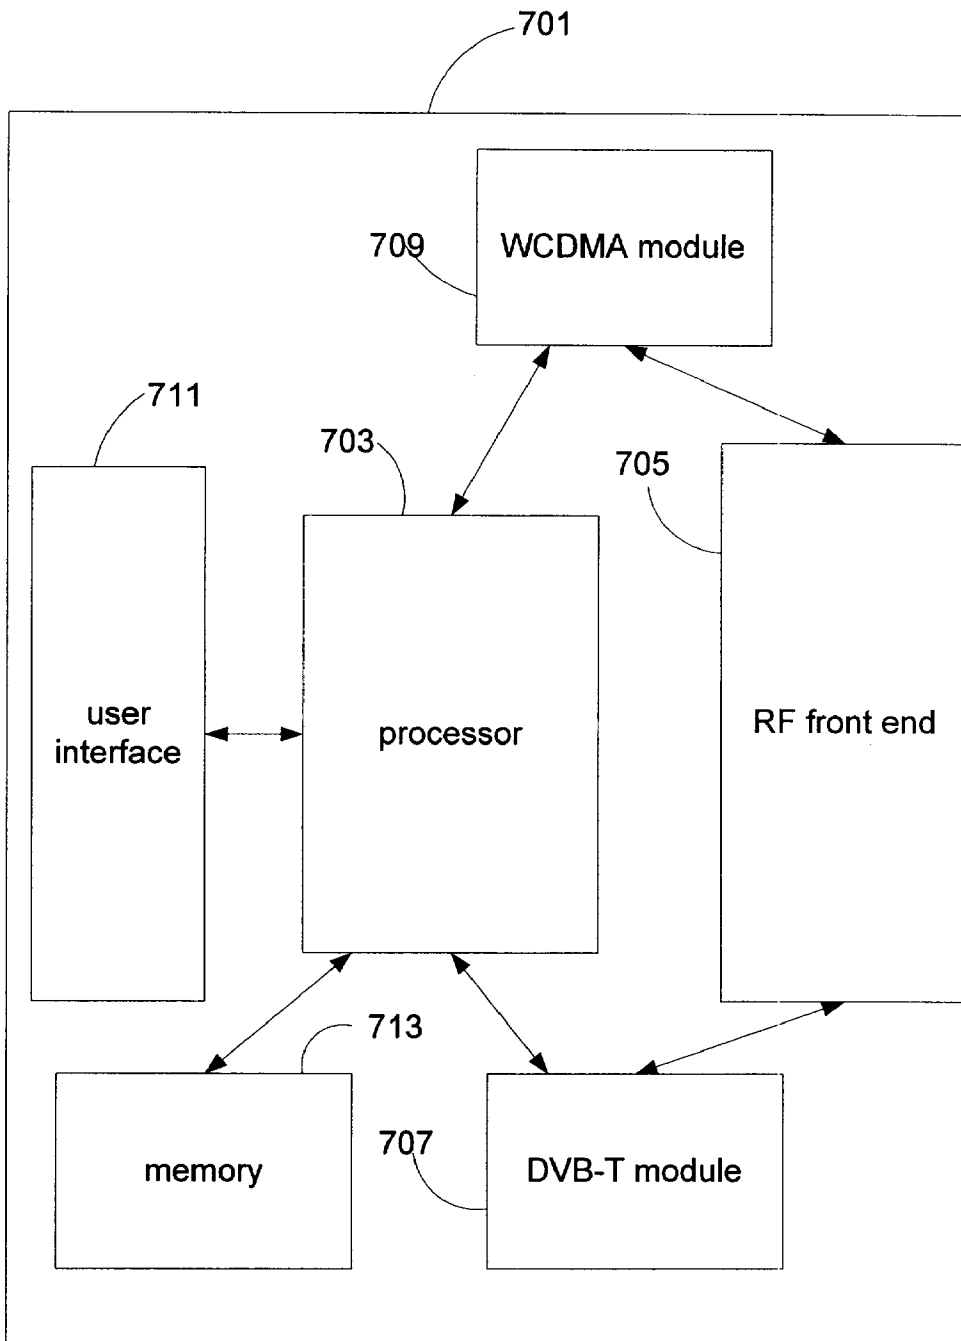 701
WCDMA module
709
711
703
705
user
interface
processor
RF front end
713
memory
707
DVB-T module